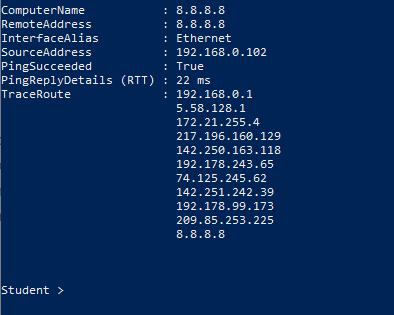 ComputerName : 8.8.8.8
RemoteAddress : 8.8.8.8
InterfaceAlias : Ethernet
SourceAddress : 192.168.0.102
PingSucceeded : True
PingReplyDetails (RTT) : 22 ms
TraceRoute : 192.168.0.1
5.58.128.1
172.21.255.4
217.196.160.129
142.250.163.118
192.178.243.65
74.125.245.62
142.251.242.39
192.178.99.173
209.85.253.225
8.8.8.8
Student >